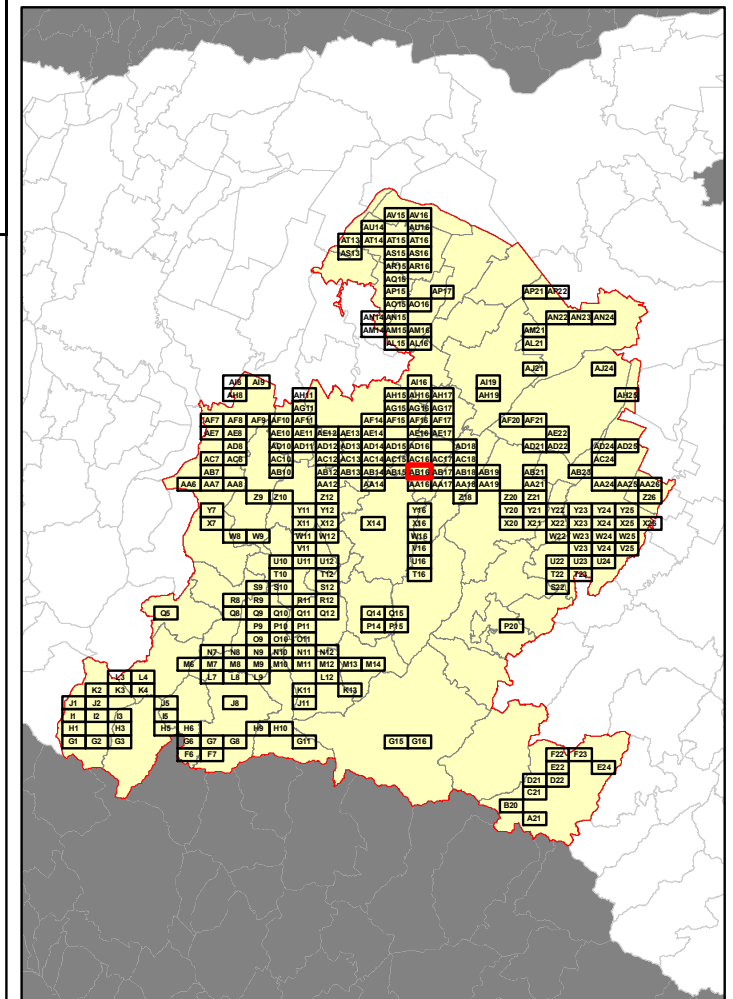 AV15 AV16
AU14 AU16
AT13 AT14 AT15 AT16
AS13 AS15 AS16
AR15 AR16
AQ15
AP15 AP17 AP21 AP22
AO15 AO16
AN14 AN15 AN22 AN23 AN24
AM14 AM15 AM16 AM21
AL15 AL16 AL21
AJ21 AJ24
AI8 AI9 AI16 AI19
AH8 AH11 AH15 AH16 AH17 AH19 AH25
AG11 AG15 AG16 AG17
AF7 AF8 AF9 AF10 AF11 AF14 AF15 AF16 AF17 AF20 AF21
AE7 AE8 AE10 AE11 AE12 AE13 AE14 AE16 AE17 AE22
AD8 AD10 AD11 AD12 AD13 AD14 AD15 AD16 AD18 AD21 AD22 AD24 AD25
AC7 AC8 AC10 AC12 AC13 AC14 AC15 AC16 AC17 AC18 AC24
AB7 AB10 AB12 AB13 AB14 AB15 AB16 AB17 AB18 AB19 AB21 AB23
AA6 AA7 AA8 AA12 AA14 AA16 AA17 AA18 AA19 AA21 AA24 AA25 AA26
Z9 Z10 Z12 Z18 Z20 Z21 Z26
Y7 Y11 Y12 Y16 Y20 Y21 Y22 Y23 Y24 Y25
X7 X11 X12 X14 X16 X20 X21 X22 X23 X24 X25 X26
W8 W9 W11 W12 W16 W22 W23 W24 W25
V11 V16 V23 V24 V25
U10 U11 U12 U16 U22 U23 U24
T10 T12 T16 T22 T23
S9 S10 S12 S22
R8 R9 R11 R12
Q5 Q8 Q9 Q10 Q11 Q12 Q14 Q15
P9 P10 P11 P14 P15 P20
O9 O10 O11
N7 N8 N9 N10 N11 N12
M6 M7 M8 M9 M10 M11 M12 M13 M14
L3 L4 L7 L8 L9 L12
K2 K3 K4 K11 K13
J1 J2 J5 J8 J11
I1 I2 I3 I5
H1 H3 H5 H6 H9 H10
G1 G2 G3 G6 G7 G8 G11 G15 G16
F6 F7 F22 F23
E22 E24
D21 D22
C21
B20
A21